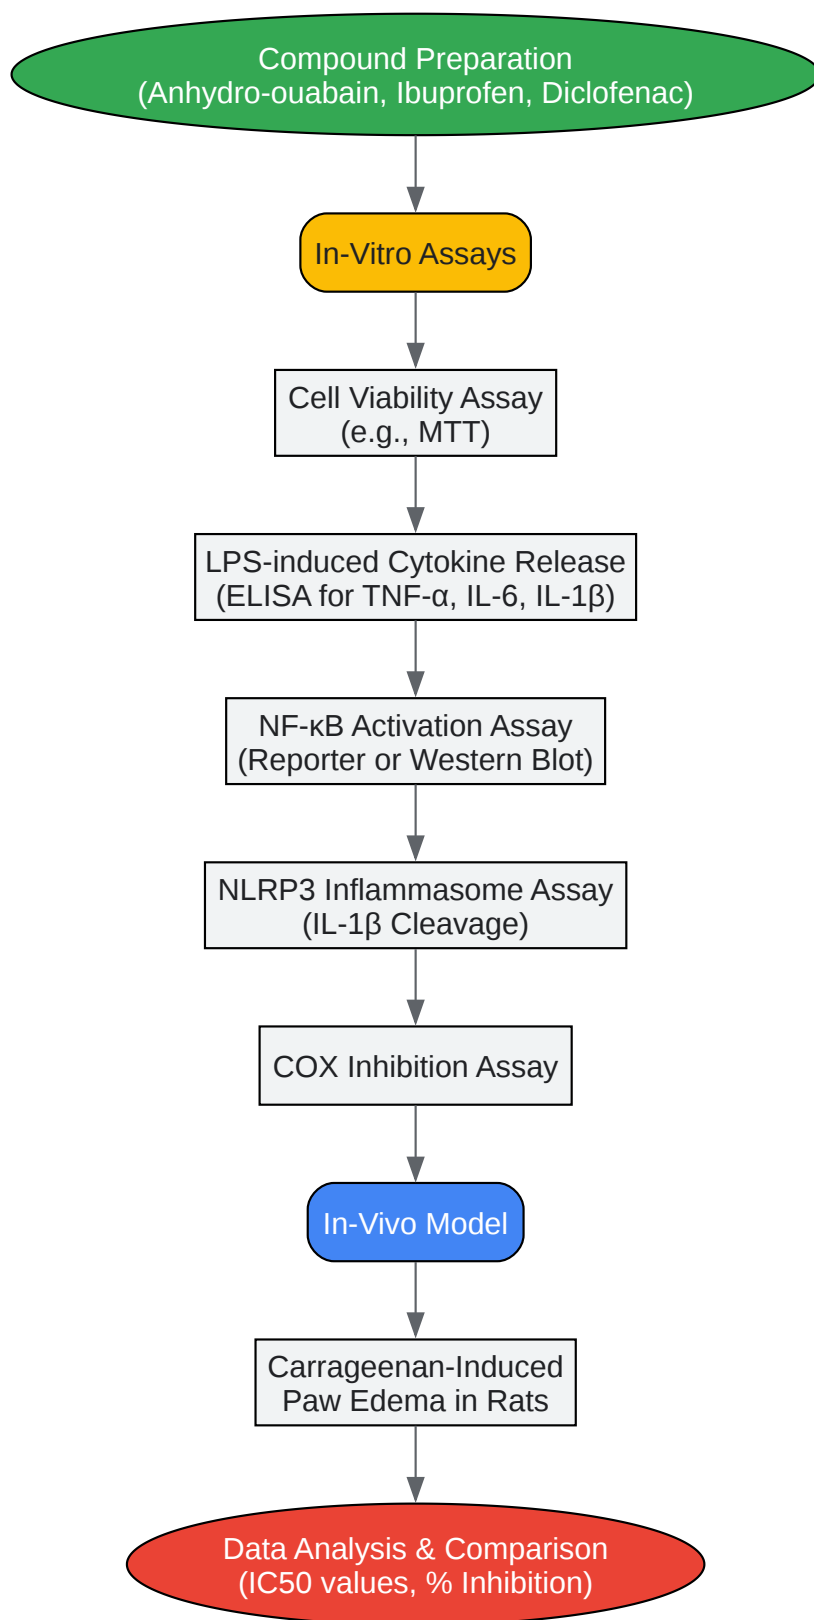 Compound Preparation
(Anhydro-ouabain, Ibuprofen, Diclofenac)
In-Vitro Assays
Cell Viability Assay
(e.g., MTT)
LPS-induced Cytokine Release
(ELISA for TNF-α, IL-6, IL-1β)
NF-κB Activation Assay
(Reporter or Western Blot)
NLRP3 Inflammasome Assay
(IL-1β Cleavage)
COX Inhibition Assay
In-Vivo Model
Carrageenan-Induced
Paw Edema in Rats
Data Analysis & Comparison
(IC50 values, % Inhibition)